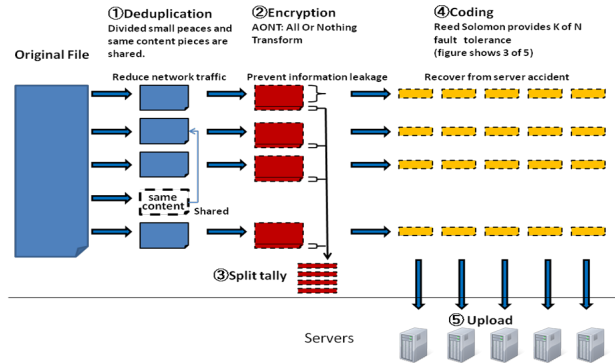 ①Deduplication
Divided small peaces and
same content pieces are
shared.
②Encryption
AONT: All Or Nothing
Transform
④Coding
Reed Solomon provides K of N
fault tolerance
(figure shows 3 of 5)
Original File
Reduce network traffic
Prevent information leakage
Recover from server accident
same
content
Shared
③Split tally
⑤Upload
Servers